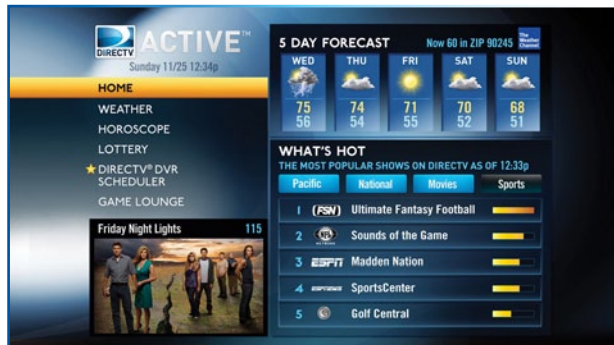 DIRECTV
ACTIVE™
Sunday 11/25 12:34p
HOME
WEATHER
HOROSCOPE
LOTTERY
DIRECTV® DVR
SCHEDULER
GAME LOUNGE
Friday Night Lights 115
5 DAY FORECAST Now 60 in ZIP 90245
The
Weather
Channel
WED THU FRI SAT SUN
75 74 71 70 68
56 54 55 52 51
WHAT'S HOT
THE MOST POPULAR SHOWS ON DIRECTV AS OF 12:33p
Pacific National Movies Sports
1 FSN Ultimate Fantasy Football
2 NFL NETWORK Sounds of the Game
3 ESPN Madden Nation
4 ESPNEWS SportsCenter
5 Golf Central